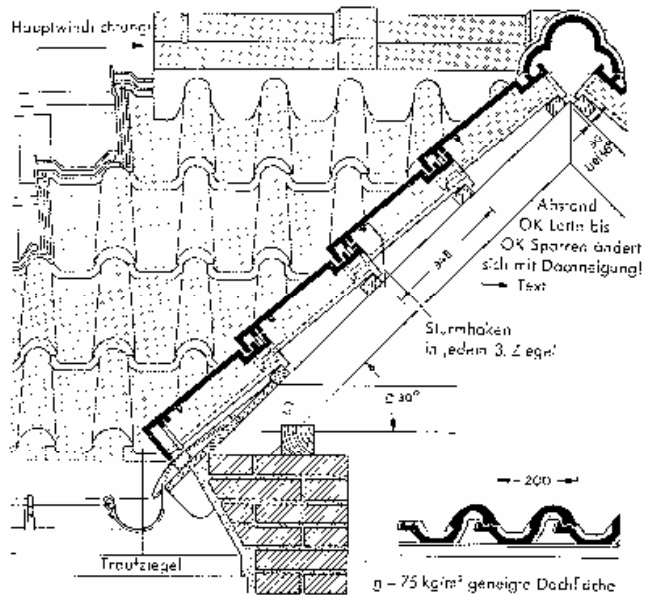 Hauptwindrichtung
Abstand
OK Latte bis
OK Sparren ändert
sich mit Dachneigung!
→ Text
Sturmhaken
in jedem 3. Ziegel
≥ 30°
~ 200
Traufziegel
g = 75 kg/m² geneigte Dachfläche